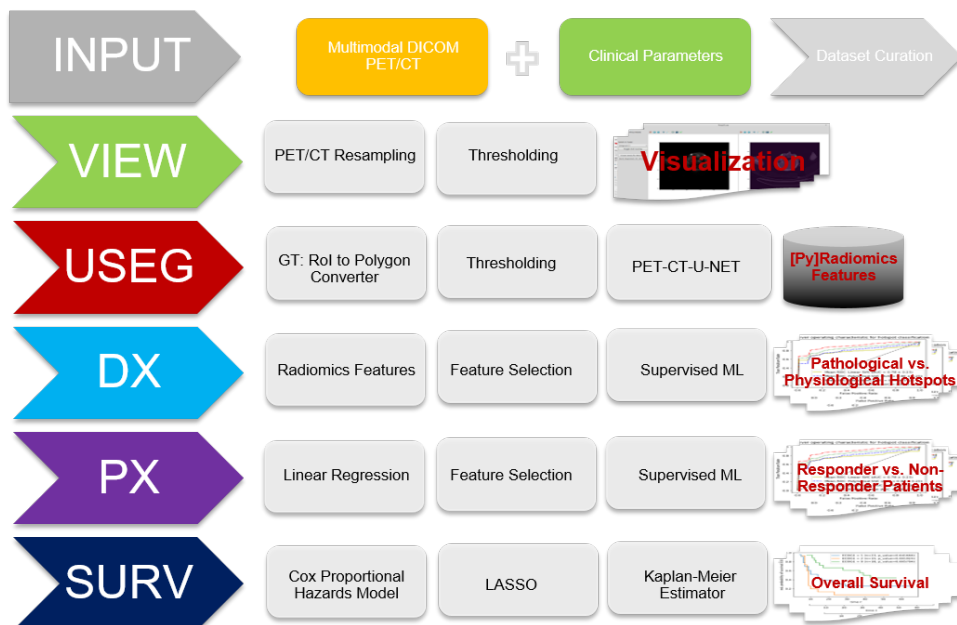 INPUT
Multimodal DICOM
PET/CT
Clinical Parameters
Dataset Curation
VIEW
PET/CT Resampling
Thresholding
Visualization
USEG
GT: RoI to Polygon
Converter
Thresholding
PET-CT-U-NET
[Py]Radiomics
Features
DX
Radiomics Features
Feature Selection
Supervised ML
Pathological vs.
Physiological Hotspots
PX
Linear Regression
Feature Selection
Supervised ML
Responder vs. Non-
Responder Patients
SURV
Cox Proportional
Hazards Model
LASSO
Kaplan-Meier
Estimator
Overall Survival